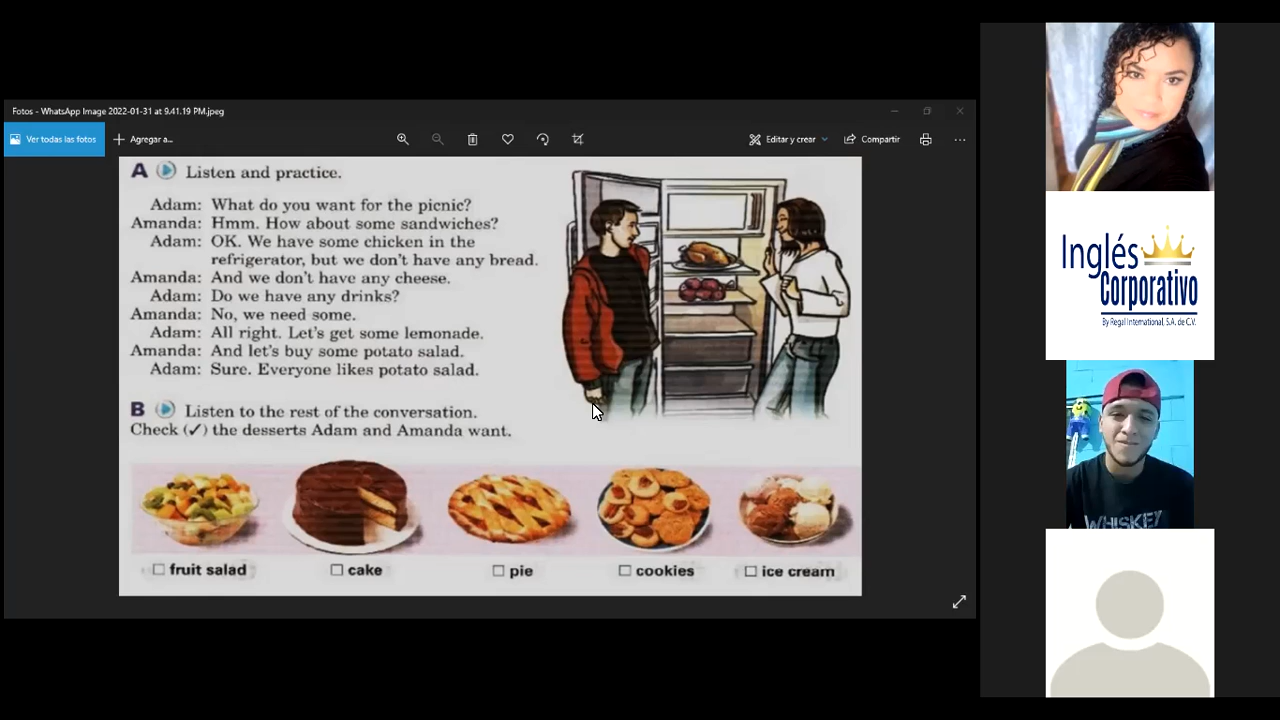 Fotos - WhatsApp Image 2022-01-31 at 9.41.19 PM.jpeg
Ver todas las fotos
Agregar a...
Editar y crear
Compartir
A Listen and practice.
Adam: What do you want for the picnic?
Amanda: Hmm. How about some sandwiches?
Adam: OK. We have some chicken in the
refrigerator, but we don't have any bread.
Amanda: And we don't have any cheese.
Adam: Do we have any drinks?
Amanda: No, we need some.
Adam: All right. Let's get some lemonade.
Amanda: And let's buy some potato salad.
Adam: Sure. Everyone likes potato salad.
B Listen to the rest of the conversation.
Check (✓) the desserts Adam and Amanda want.
fruit salad
cake
pie
cookies
ice cream
Inglés
Corporativo
By Regal International, S.A. de C.V.
WHISKEY